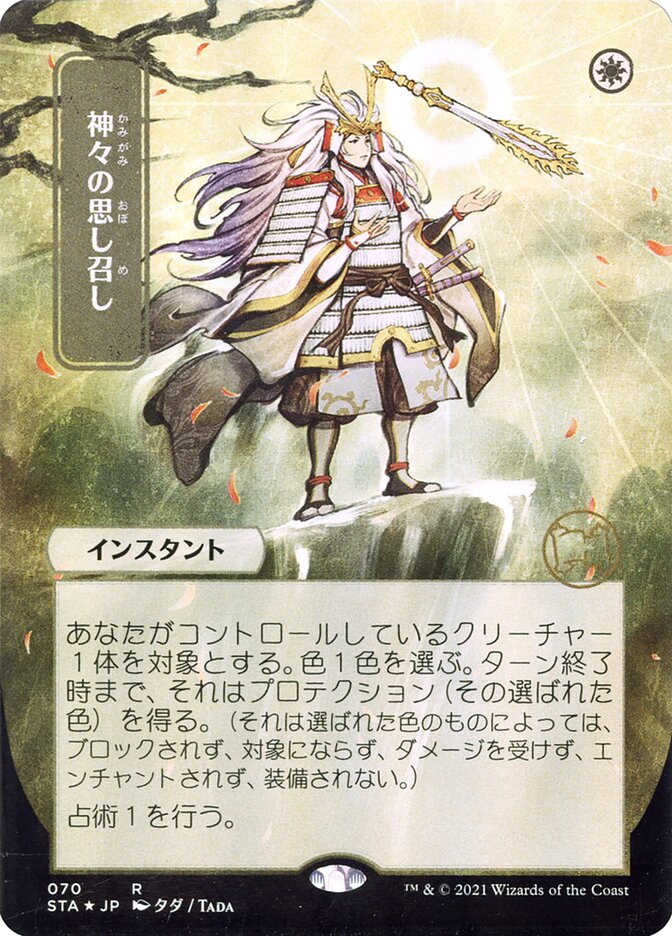 神々の思し召し
かみがみ
おぼ
め
インスタント
あなたがコントロールしているクリーチャー
1体を対象とする。色1色を選ぶ。ターン終了
時まで、それはプロテクション(その選ばれた
色)を得る。(それは選ばれた色のものによっては、
ブロックされず、対象にならず、ダメージを受けず、エ
ンチャントされず、装備されない。)
占術1を行う。
070 R
STA★JP タダ/TADA
™ & © 2021 Wizards of the Coast